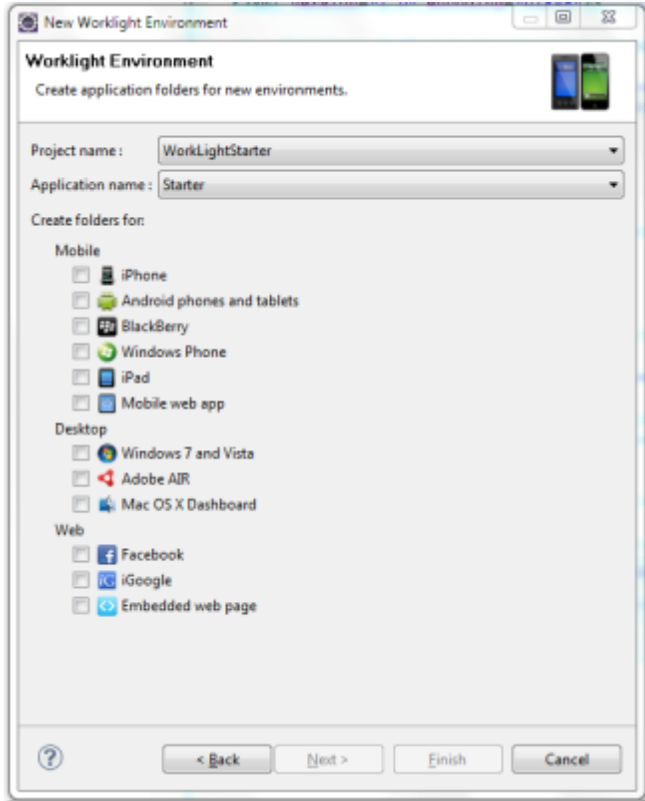 New Worklight Environment
Worklight Environment
Create application folders for new environments.
Project name : WorkLightStarter
Application name : Starter
Create folders for:
Mobile
iPhone
Android phones and tablets
BlackBerry
Windows Phone
iPad
Mobile web app
Desktop
Windows 7 and Vista
Adobe AIR
Mac OS X Dashboard
Web
Facebook
iGoogle
Embedded web page
? < Back Next > Finish Cancel